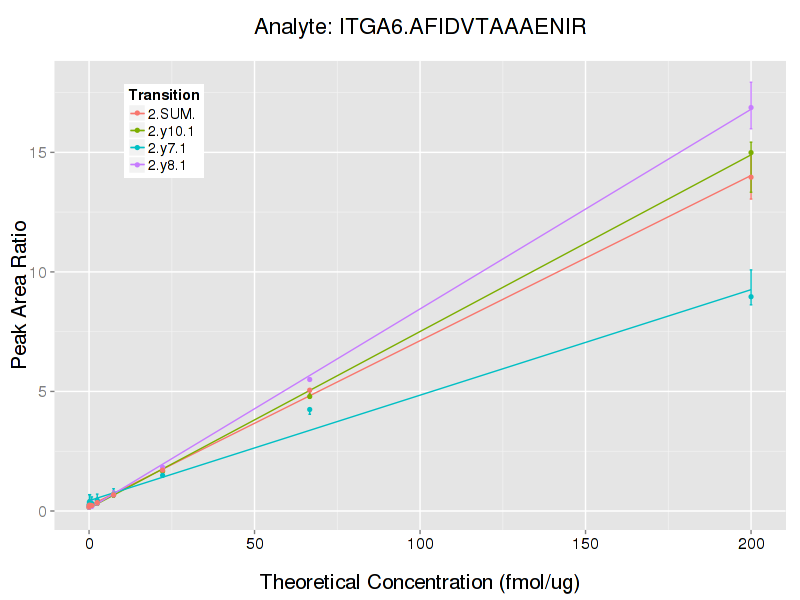 Analyte: ITGA6.AFIDVTAAAENIR
Transition
2.SUM.
2.y10.1
2.y7.1
2.y8.1
15
10
5
0
Peak Area Ratio
0 50 100 150 200
Theoretical Concentration (fmol/ug)